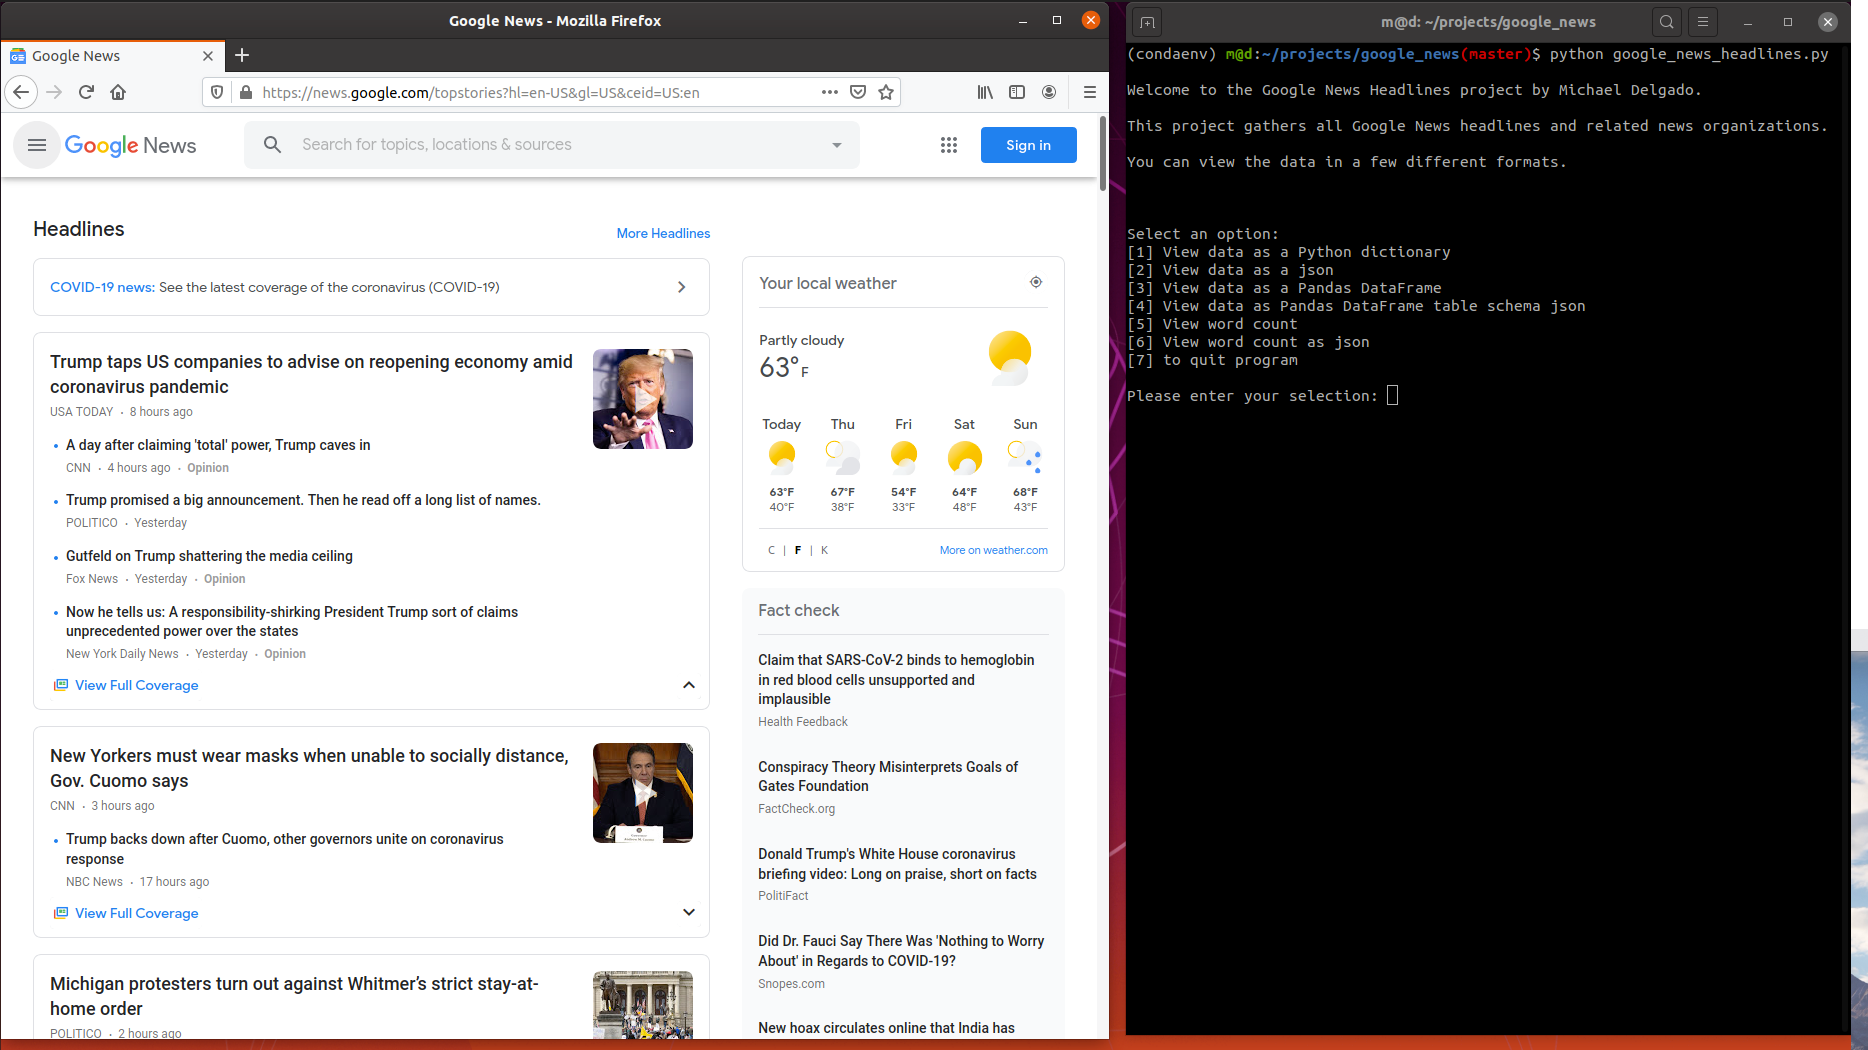 Google News - Mozilla Firefox
Google News
https://news.google.com/topstories?hl=en-US&gl=US&ceid=US:en
Google News
Search for topics, locations & sources
Sign in
Headlines
More Headlines
COVID-19 news: See the latest coverage of the coronavirus (COVID-19)
Trump taps US companies to advise on reopening economy amid
coronavirus pandemic
USA TODAY · 8 hours ago
• A day after claiming 'total' power, Trump caves in
CNN · 4 hours ago · Opinion
• Trump promised a big announcement. Then he read off a long list of names.
POLITICO · Yesterday
• Gutfeld on Trump shattering the media ceiling
Fox News · Yesterday · Opinion
• Now he tells us: A responsibility-shirking President Trump sort of claims
unprecedented power over the states
New York Daily News · Yesterday · Opinion
View Full Coverage
New Yorkers must wear masks when unable to socially distance,
Gov. Cuomo says
CNN · 3 hours ago
• Trump backs down after Cuomo, other governors unite on coronavirus
response
NBC News · 17 hours ago
View Full Coverage
Michigan protesters turn out against Whitmer’s strict stay-at-
home order
POLITICO · 2 hours ago
Your local weather
Partly cloudy
63°F
Today Thu Fri Sat Sun
63°F 67°F 54°F 64°F 68°F
40°F 38°F 33°F 48°F 43°F
C | F | K
More on weather.com
Fact check
Claim that SARS-CoV-2 binds to hemoglobin
in red blood cells unsupported and
implausible
Health Feedback
Conspiracy Theory Misinterprets Goals of
Gates Foundation
FactCheck.org
Donald Trump's White House coronavirus
briefing video: Long on praise, short on facts
PolitiFact
Did Dr. Fauci Say There Was 'Nothing to Worry
About' in Regards to COVID-19?
Snopes.com
New hoax circulates online that India has
m@d: ~/projects/google_news
(condaenv) m@d:~/projects/google_news(master)$ python google_news_headlines.py
Welcome to the Google News Headlines project by Michael Delgado.
This project gathers all Google News headlines and related news organizations.
You can view the data in a few different formats.
Select an option:
[1] View data as a Python dictionary
[2] View data as a json
[3] View data as a Pandas DataFrame
[4] View data as Pandas DataFrame table schema json
[5] View word count
[6] View word count as json
[7] to quit program
Please enter your selection: